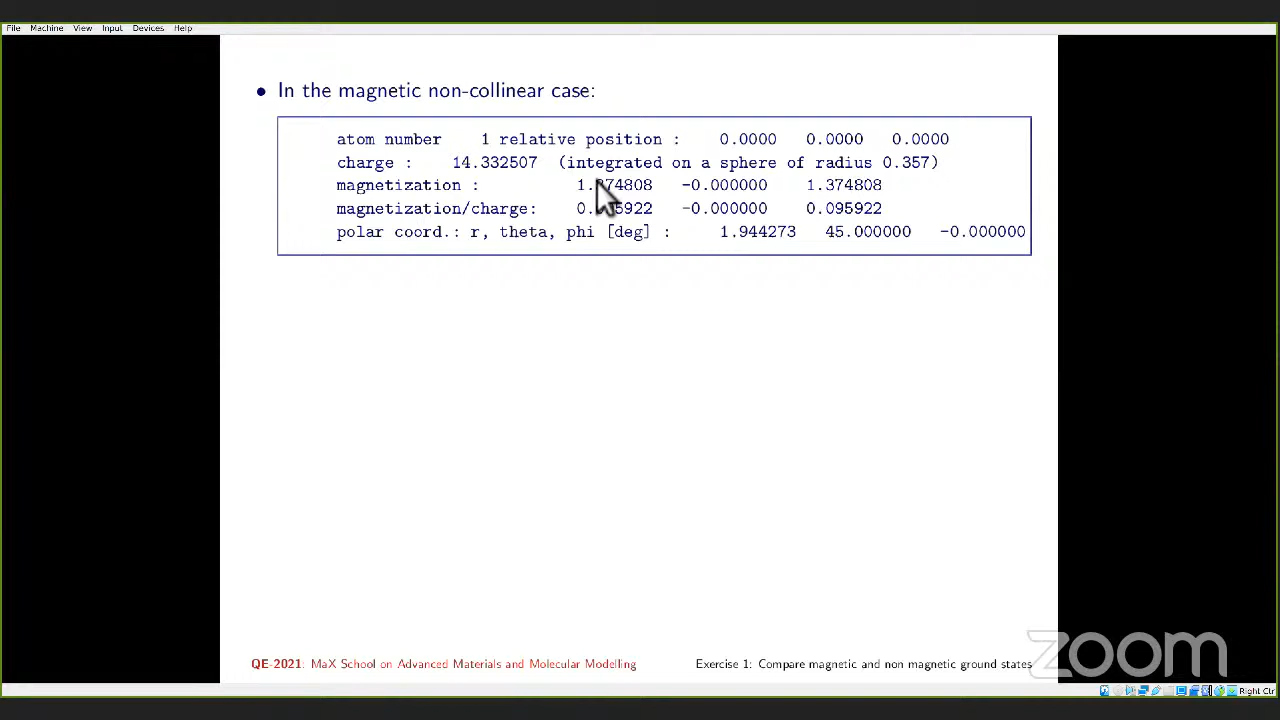 File Machine View Input Devices Help
• In the magnetic non-collinear case:
atom number 1 relative position : 0.0000 0.0000 0.0000
charge : 14.332507 (integrated on a sphere of radius 0.357)
magnetization : 1.374808 -0.000000 1.374808
magnetization/charge: 0.095922 -0.000000 0.095922
polar coord.: r, theta, phi [deg] : 1.944273 45.000000 -0.000000
QE-2021: MaX School on Advanced Materials and Molecular Modelling
Exercise 1: Compare magnetic and non magnetic ground states
zoom
Right Ctr